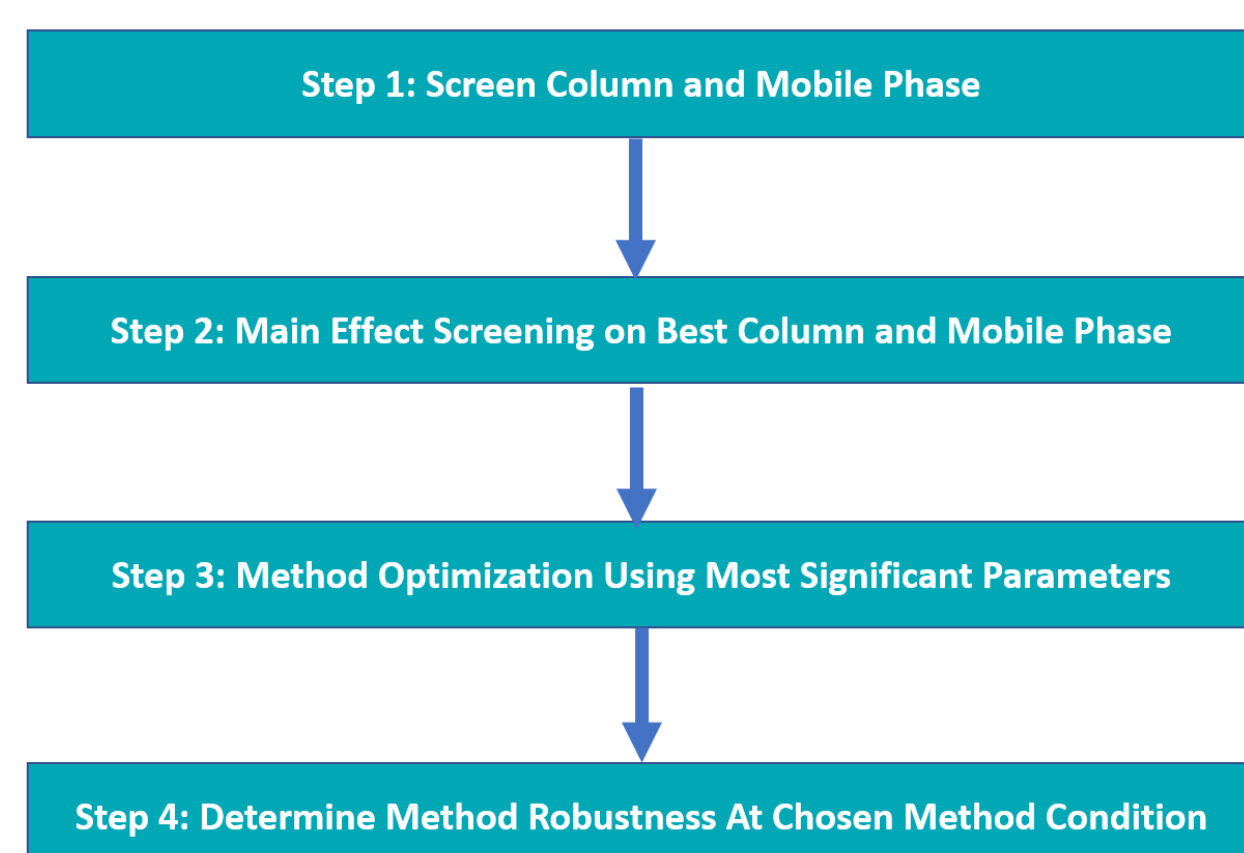 Step 1: Screen Column and Mobile Phase
Step 2: Main Effect Screening on Best Column and Mobile Phase
Step 3: Method Optimization Using Most Significant Parameters
Step 4: Determine Method Robustness At Chosen Method Condition